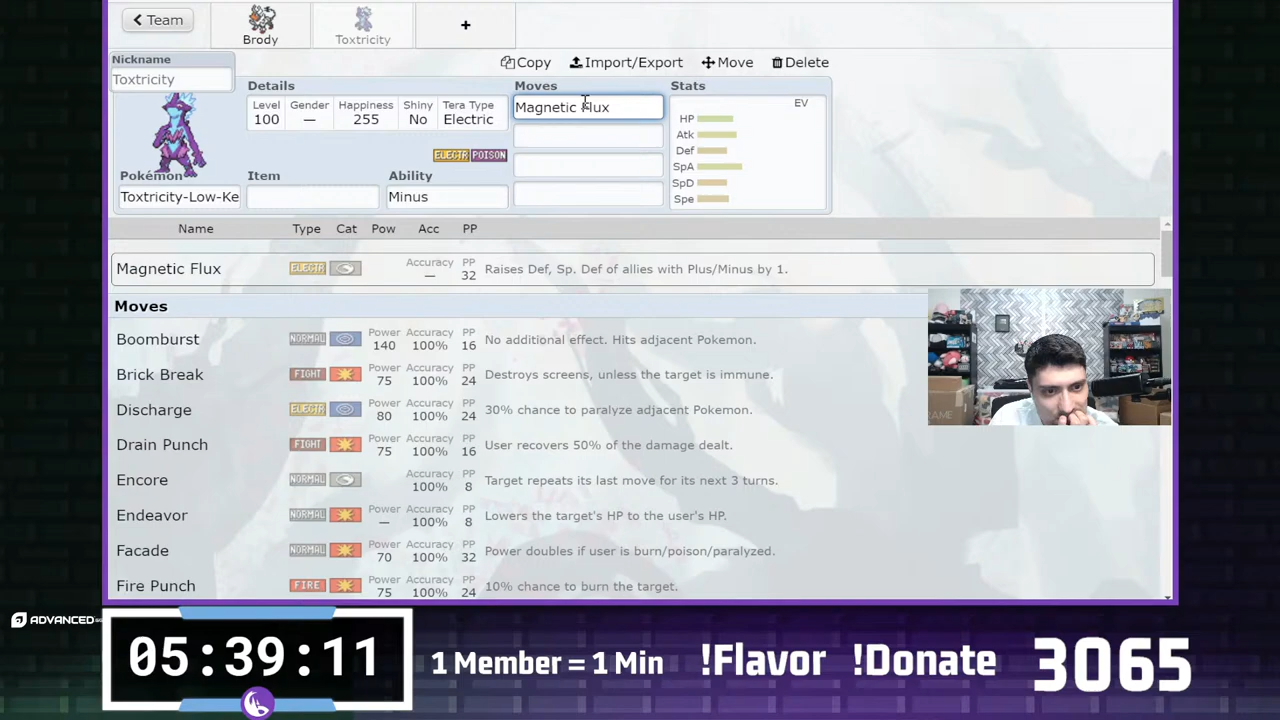 Team
Brody
Toxtricity
+
Nickname
Toxtricity
Copy
Import/Export
Move
Delete
Details
Level
100
Gender
—
Happiness
255
Shiny
No
Tera Type
Electric
ELECTR
POISON
Pokémon
Toxtricity-Low-Ke
Item
Ability
Minus
Moves
Magnetic Flux
Stats
EV
HP
Atk
Def
SpA
SpD
Spe
Name Type Cat Pow Acc PP
Magnetic Flux ELECTR Accuracy — PP 32 Raises Def, Sp. Def of allies with Plus/Minus by 1.
Moves
Boomburst NORMAL Power 140 Accuracy 100% PP 16 No additional effect. Hits adjacent Pokemon.
Brick Break FIGHT Power 75 Accuracy 100% PP 24 Destroys screens, unless the target is immune.
Discharge ELECTR Power 80 Accuracy 100% PP 24 30% chance to paralyze adjacent Pokemon.
Drain Punch FIGHT Power 75 Accuracy 100% PP 16 User recovers 50% of the damage dealt.
Encore NORMAL Accuracy 100% PP 8 Target repeats its last move for its next 3 turns.
Endeavor NORMAL Power — Accuracy 100% PP 8 Lowers the target's HP to the user's HP.
Facade NORMAL Power 70 Accuracy 100% PP 32 Power doubles if user is burn/poison/paralyzed.
Fire Punch FIRE Power 75 Accuracy 100% PP 24 10% chance to burn the target.
ADVANCED
05:39:11
1 Member = 1 Min
!Flavor
!Donate
3065